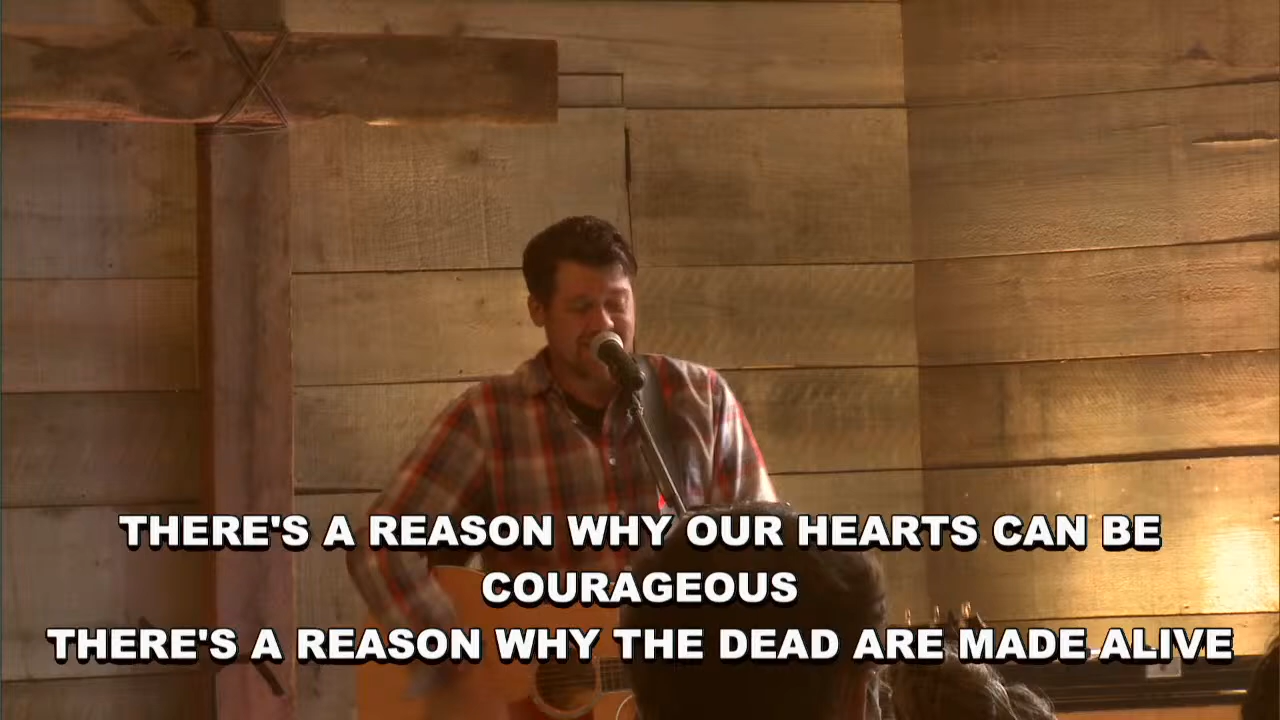 THERE'S A REASON WHY OUR HEARTS CAN BE
COURAGEOUS
THERE'S A REASON WHY THE DEAD ARE MADE ALIVE